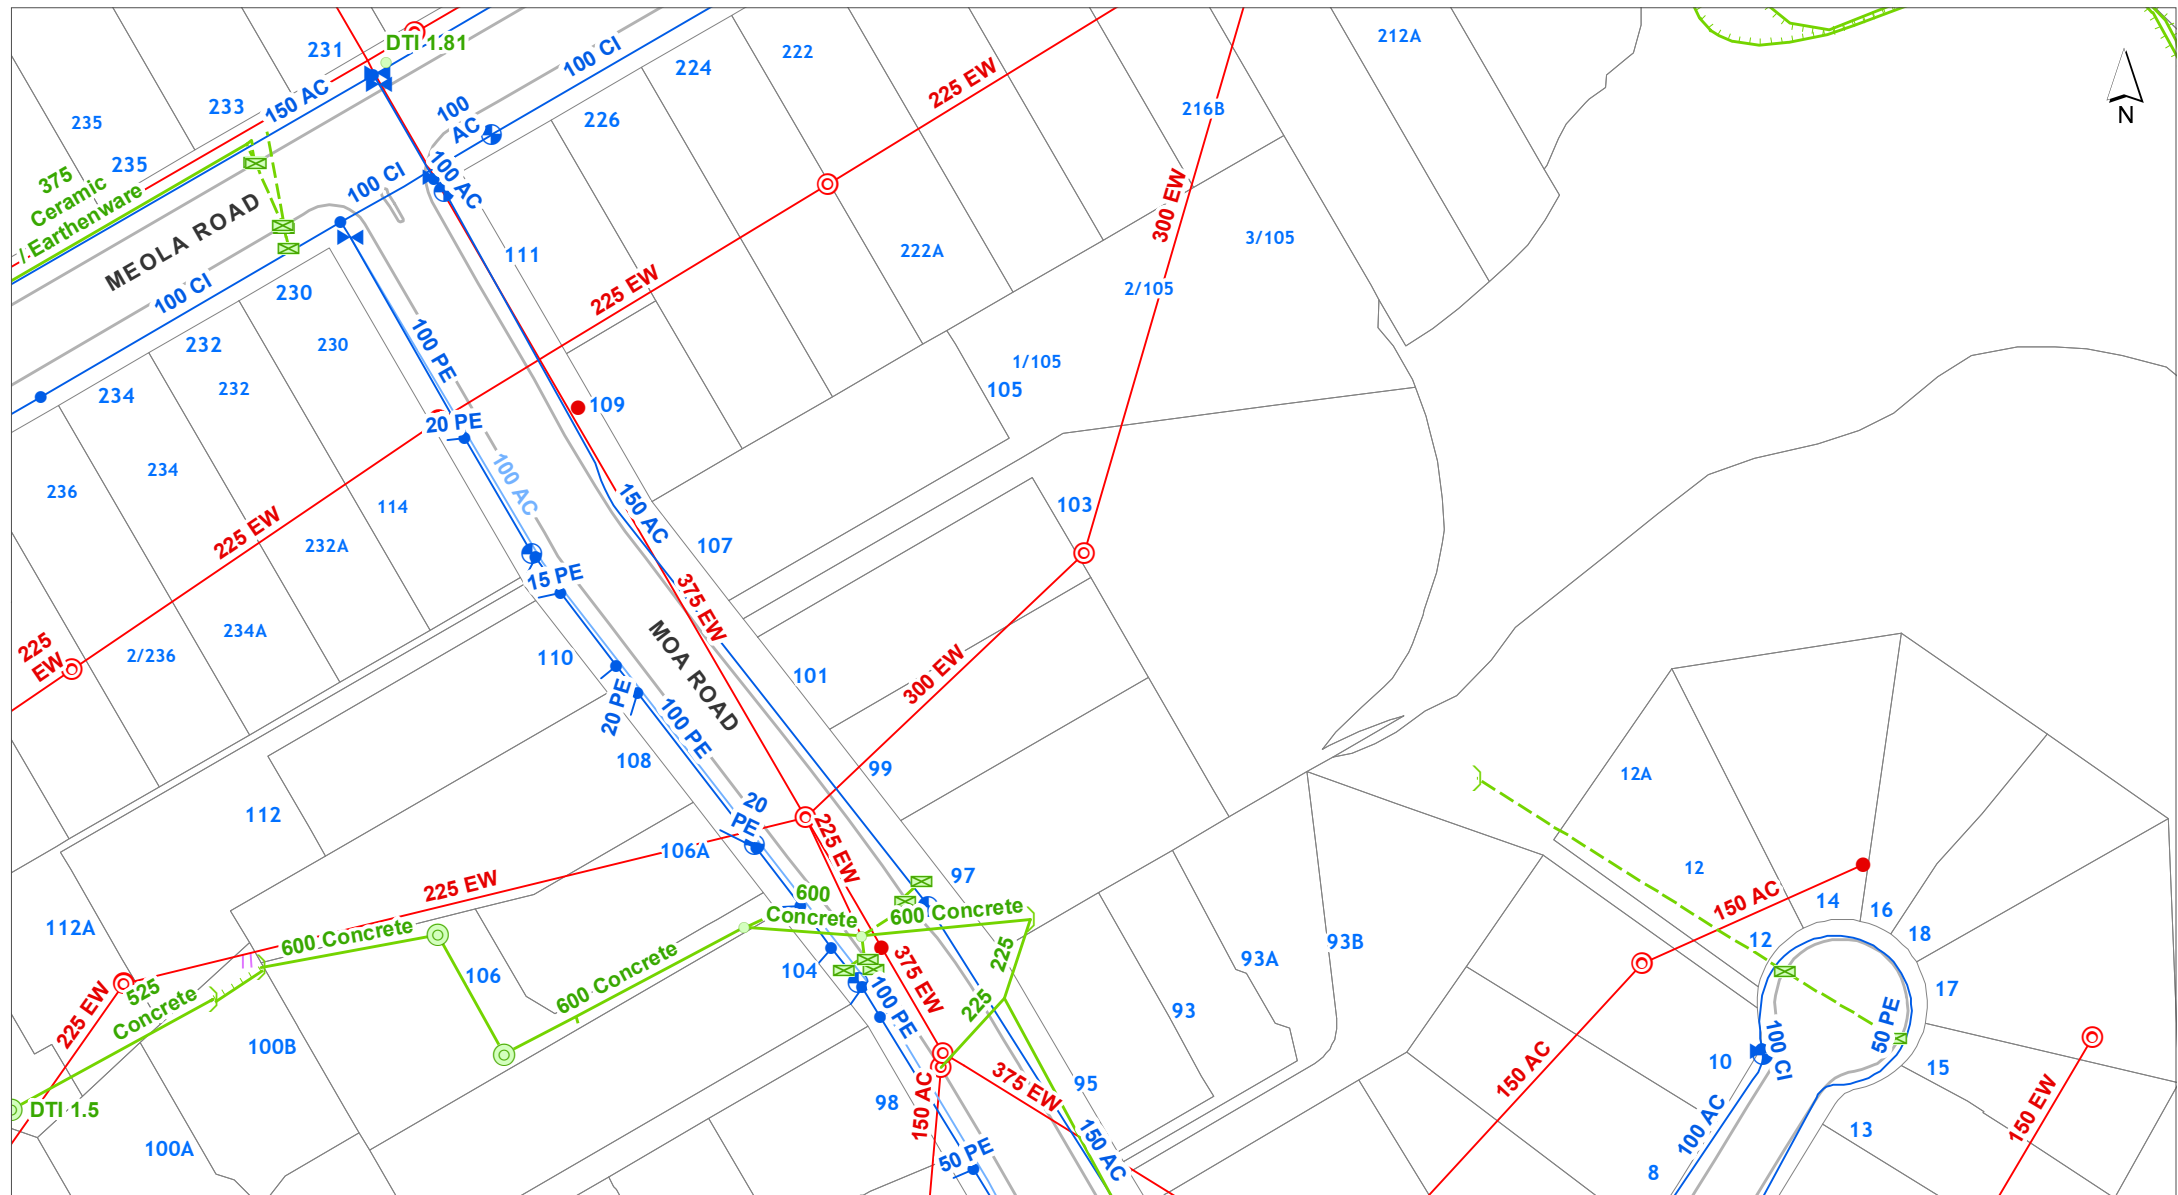 231
DTI 1.81
100 CI
224
222
212A
N
235
233
150 AC
100
AC
226
225 EW
216B
375
Ceramic
/ Earthenware
235
100 CI
100 AC
MEOLA ROAD
111
222A
300 EW
3/105
2/105
100 CI
230
225 EW
232
230
100 PE
1/105
105
234
232
109
20 PE
236
234
114
100 AC
150 AC
103
225 EW
232A
107
15 PE
375 EW
234A
225
EW
2/236
110
MOA ROAD
101
300 EW
20 PE
100 PE
108
99
12A
112
20
PE
225 EW
106A
97
12
225 EW
600
Concrete
600 Concrete
150 AC
14
16
112A
600 Concrete
18
12
93B
93A
225
104
106
600 Concrete
375 EW
525
Concrete
17
225 EW
100 PE
225
93
50 PE
100 CI
100B
10
15
150 AC
375 EW
95
98
150 AC
DTI 1.5
100 AC
150 EW
13
100A
50 PE
150 AC
8